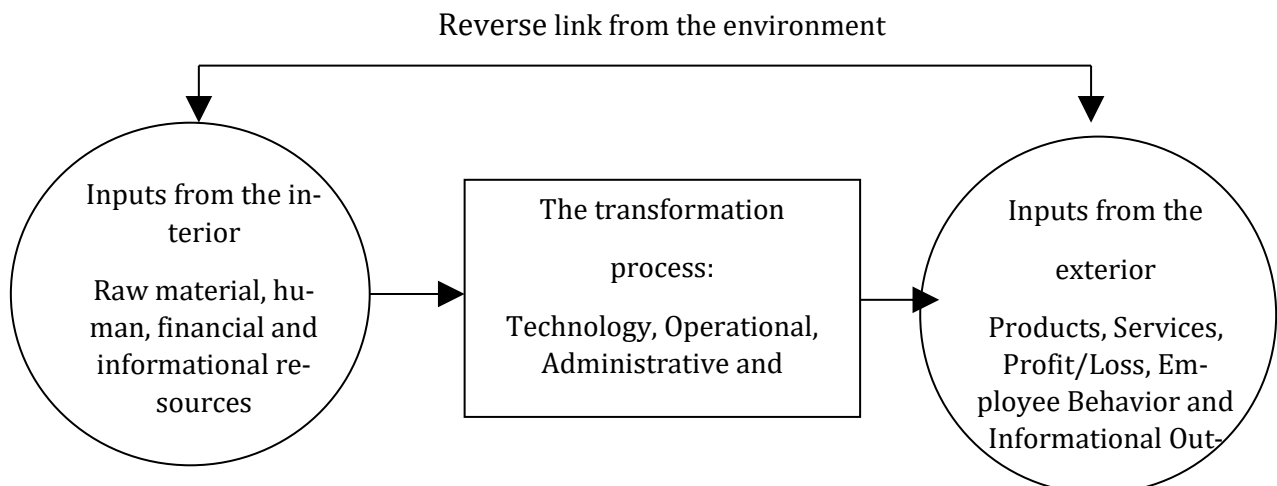 Reverse link from the environment
Inputs from the in-
terior
Raw material, hu-
man, financial and
informational re-
sources
The transformation
process:
Technology, Operational,
Administrative and
Inputs from the
exterior
Products, Services,
Profit/Loss, Em-
ployee Behavior and
Informational Out-